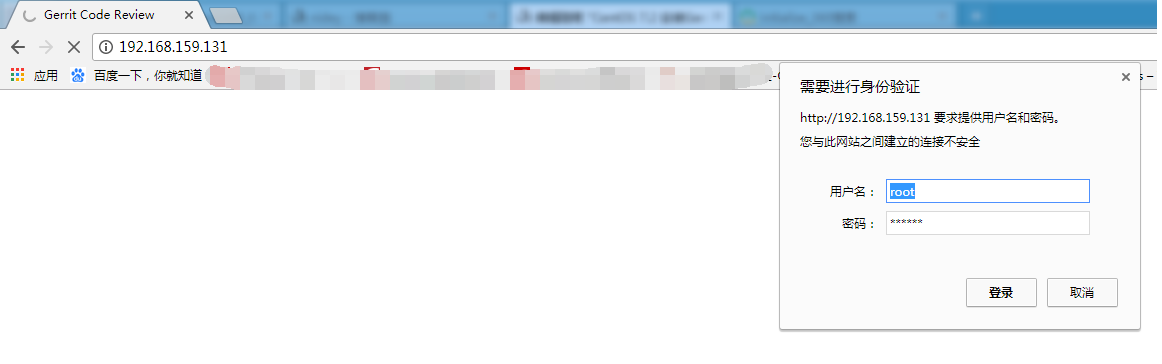 Gerrit Code Review
192.168.159.131
应用 百度一下，你就知道
需要进行身份验证
http://192.168.159.131 要求提供用户名和密码。
您与此网站之间建立的连接不安全
用户名： root
密码： ******
登录 取消